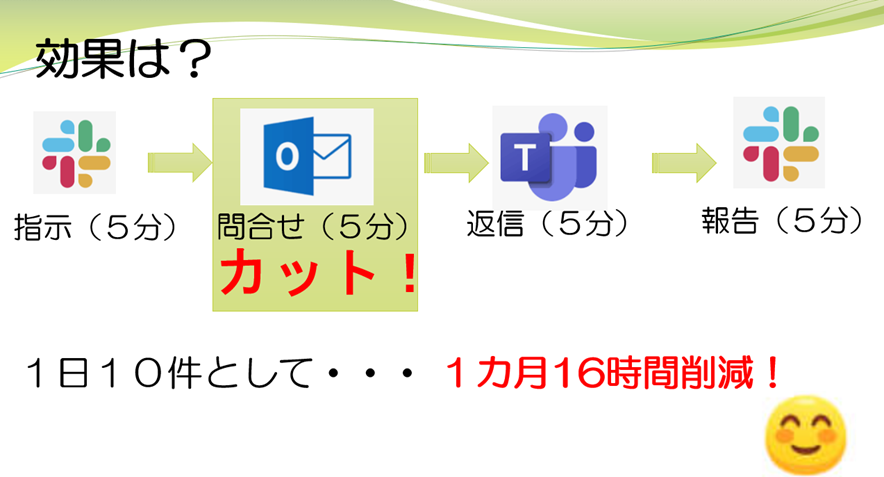 効果は？
指示（５分）
問合せ（５分）
カット！
返信（５分）
報告（５分）
１日１０件として・・・ １カ月16時間削減！
O
T